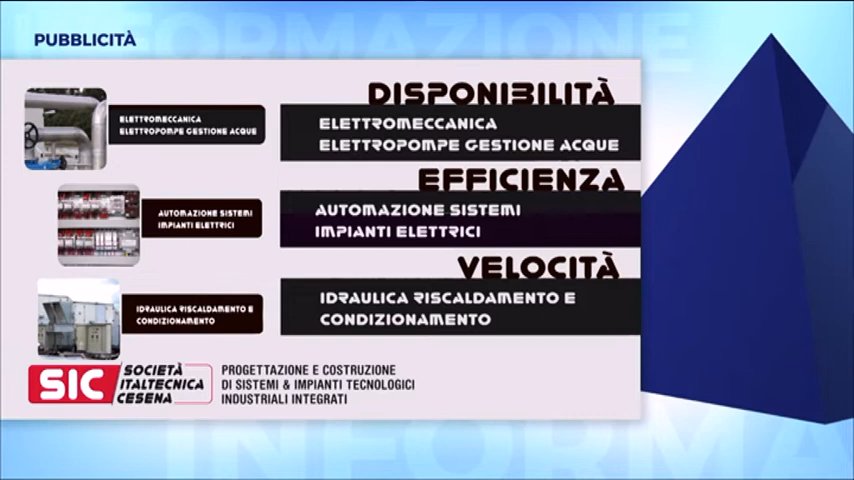 INFORMAZIONE
PUBBLICITÀ
DISPONIBILITÀ
ELETTROMECCANICA
ELETTROPOMPE GESTIONE ACQUE
ELETTROMECCANICA
ELETTROPOMPE GESTIONE ACQUE
EFFICIENZA
AUTOMAZIONE SISTEMI
IMPIANTI ELETTRICI
AUTOMAZIONE SISTEMI
IMPIANTI ELETTRICI
VELOCITÀ
IDRAULICA RISCALDAMENTO E
CONDIZIONAMENTO
IDRAULICA RISCALDAMENTO E
CONDIZIONAMENTO
SIC
SOCIETÀ
ITALTECNICA
CESENA
PROGETTAZIONE E COSTRUZIONE
DI SISTEMI & IMPIANTI TECNOLOGICI
INDUSTRIALI INTEGRATI
INFORMA